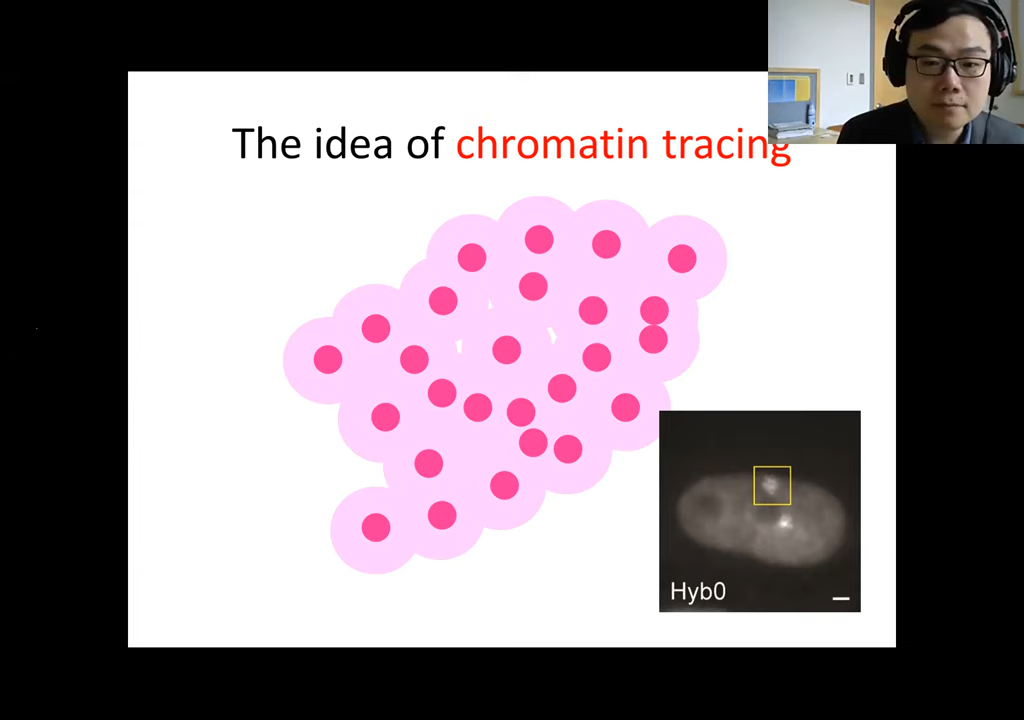 The idea of chromatin tracing
Hyb0